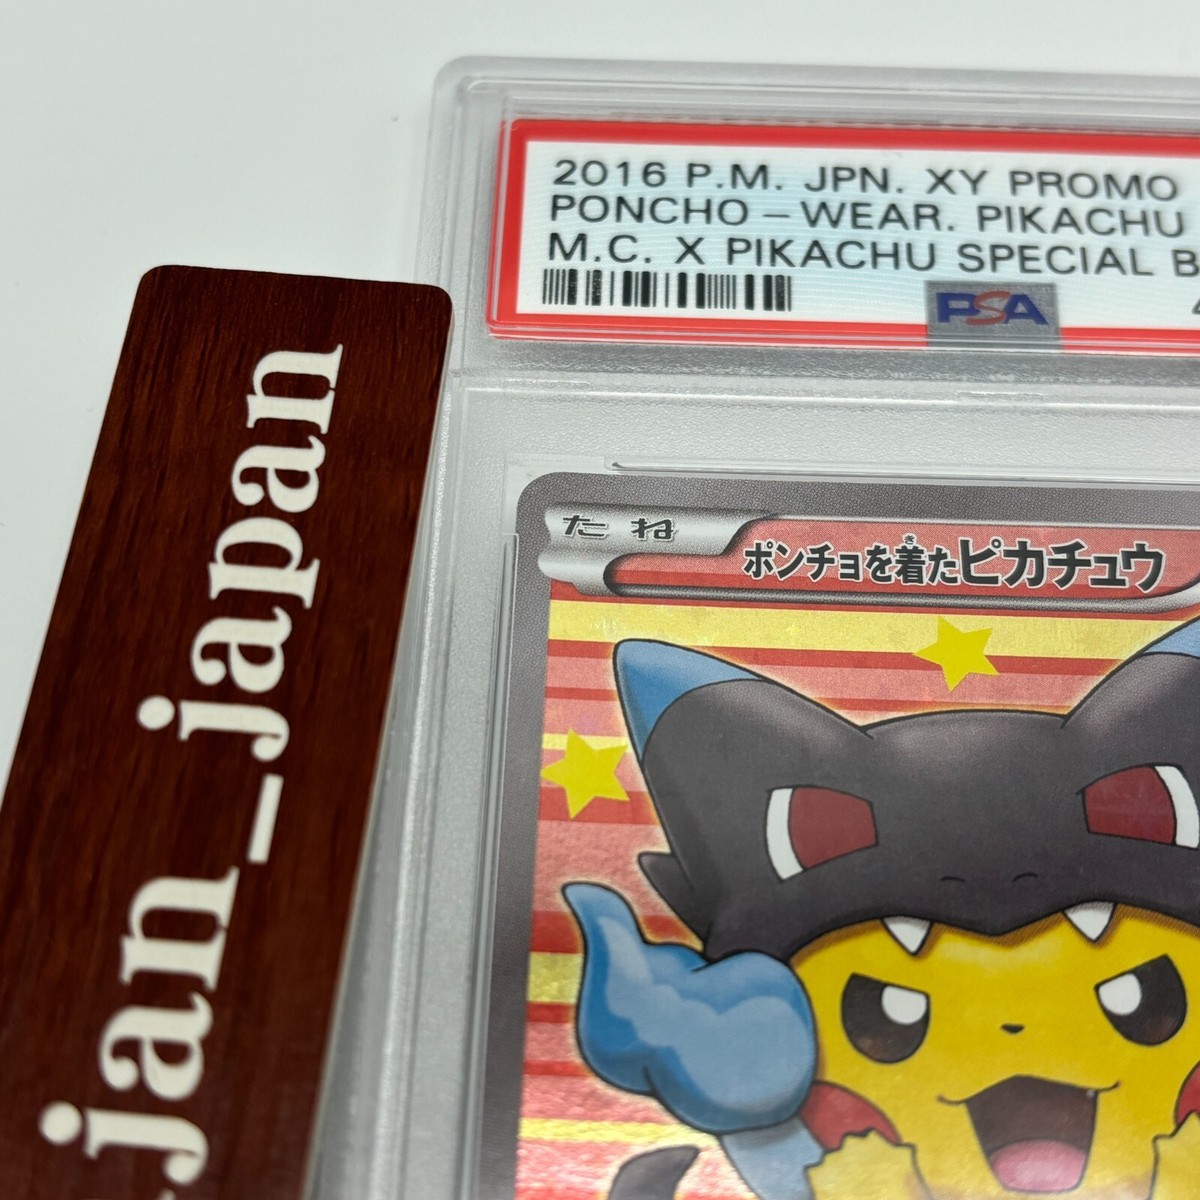 2016 P.M. JPN. XY PROMO
PONCHO-WEAR. PIKACHU
M.C. X PIKACHU SPECIAL B
PSA
たね
ポンチョを着たピカチュウ
き
jan_japan